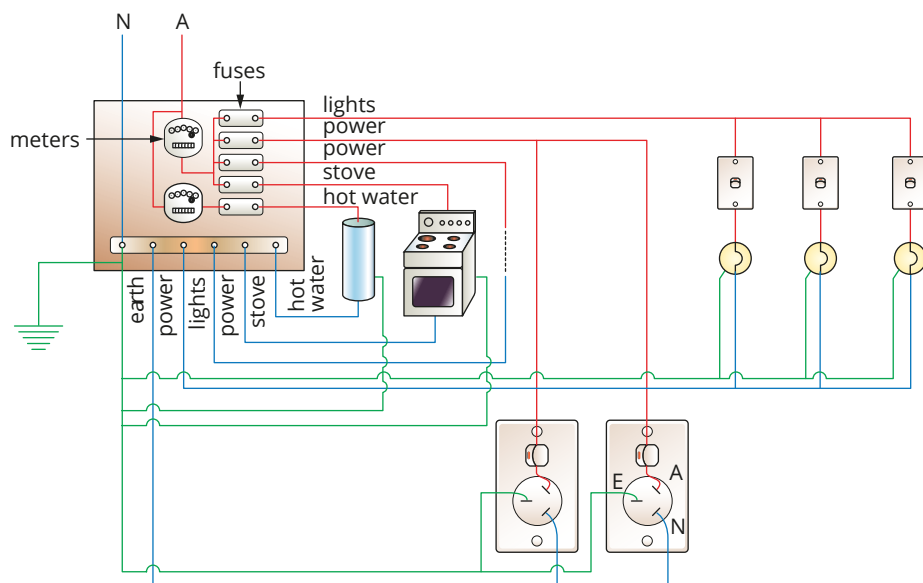 N
A
fuses
meters
lights
power
power
stove
hot water
earth
power
lights
power
stove
hot
water
E
A
N